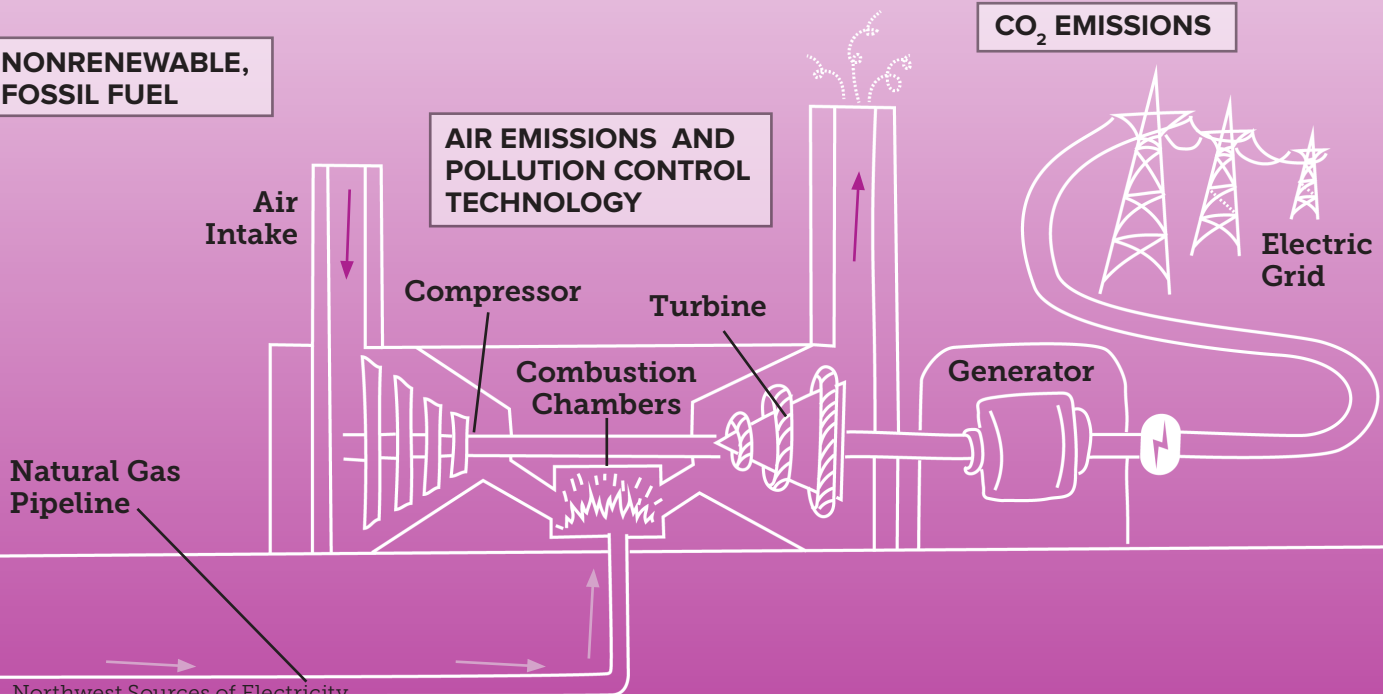 CO₂ EMISSIONS
NONRENEWABLE,
FOSSIL FUEL
AIR EMISSIONS AND
POLLUTION CONTROL
TECHNOLOGY
Air
Intake
Electric
Grid
Compressor
Turbine
Combustion
Chambers
Generator
Natural Gas
Pipeline
Northwest Sources of Electricity